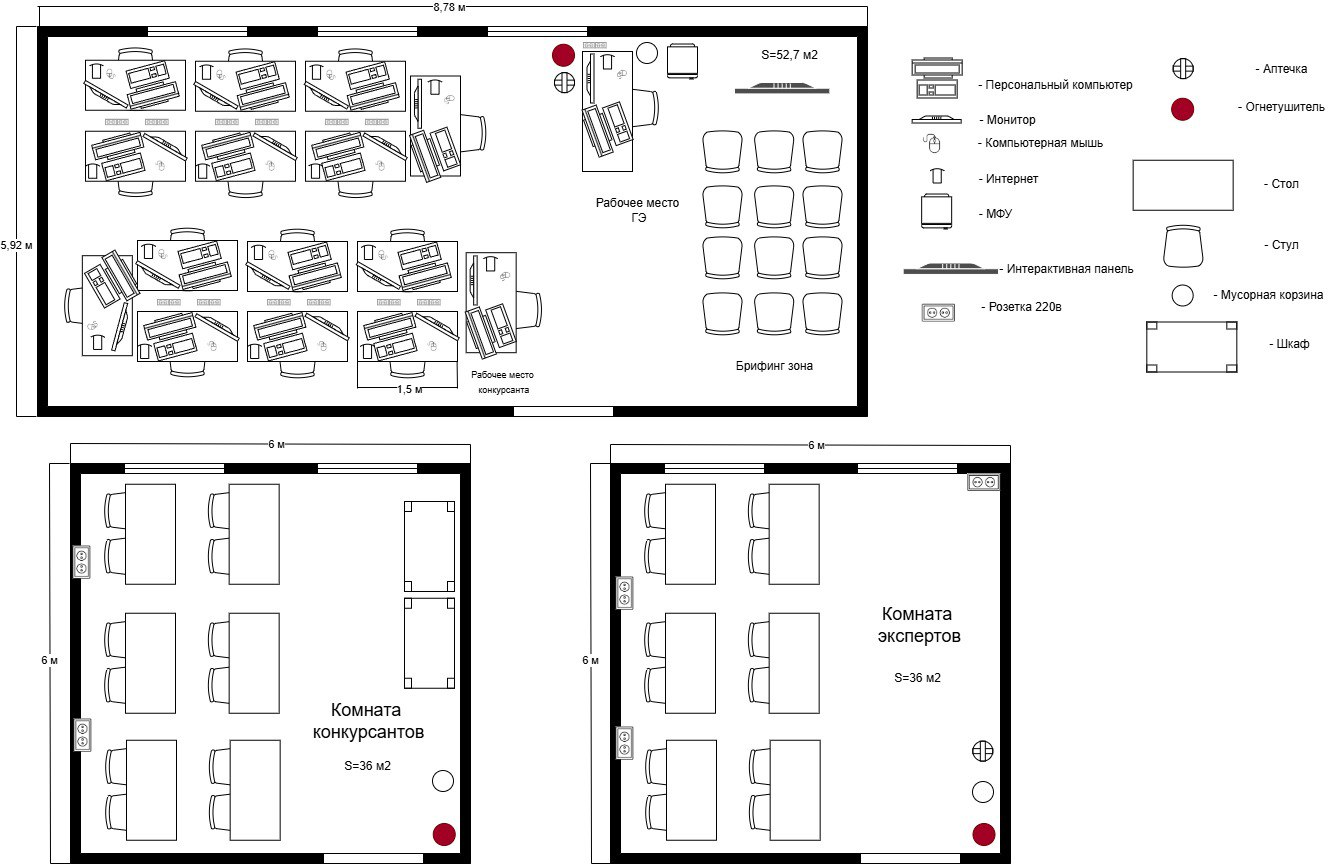 8,78 м
5,92 м
S=52,7 м2
Рабочее место
ГЭ
Брифинг зона
1,5 м
Рабочее место
конкурсанта
- Персональный компьютер
- Монитор
- Компьютерная мышь
- Интернет
- МФУ
- Интерактивная панель
- Розетка 220в
- Аптечка
- Огнетушитель
- Стол
- Стул
- Мусорная корзина
- Шкаф
6 м
6 м
Комната
конкурсантов
S=36 м2
6 м
6 м
Комната
экспертов
S=36 м2